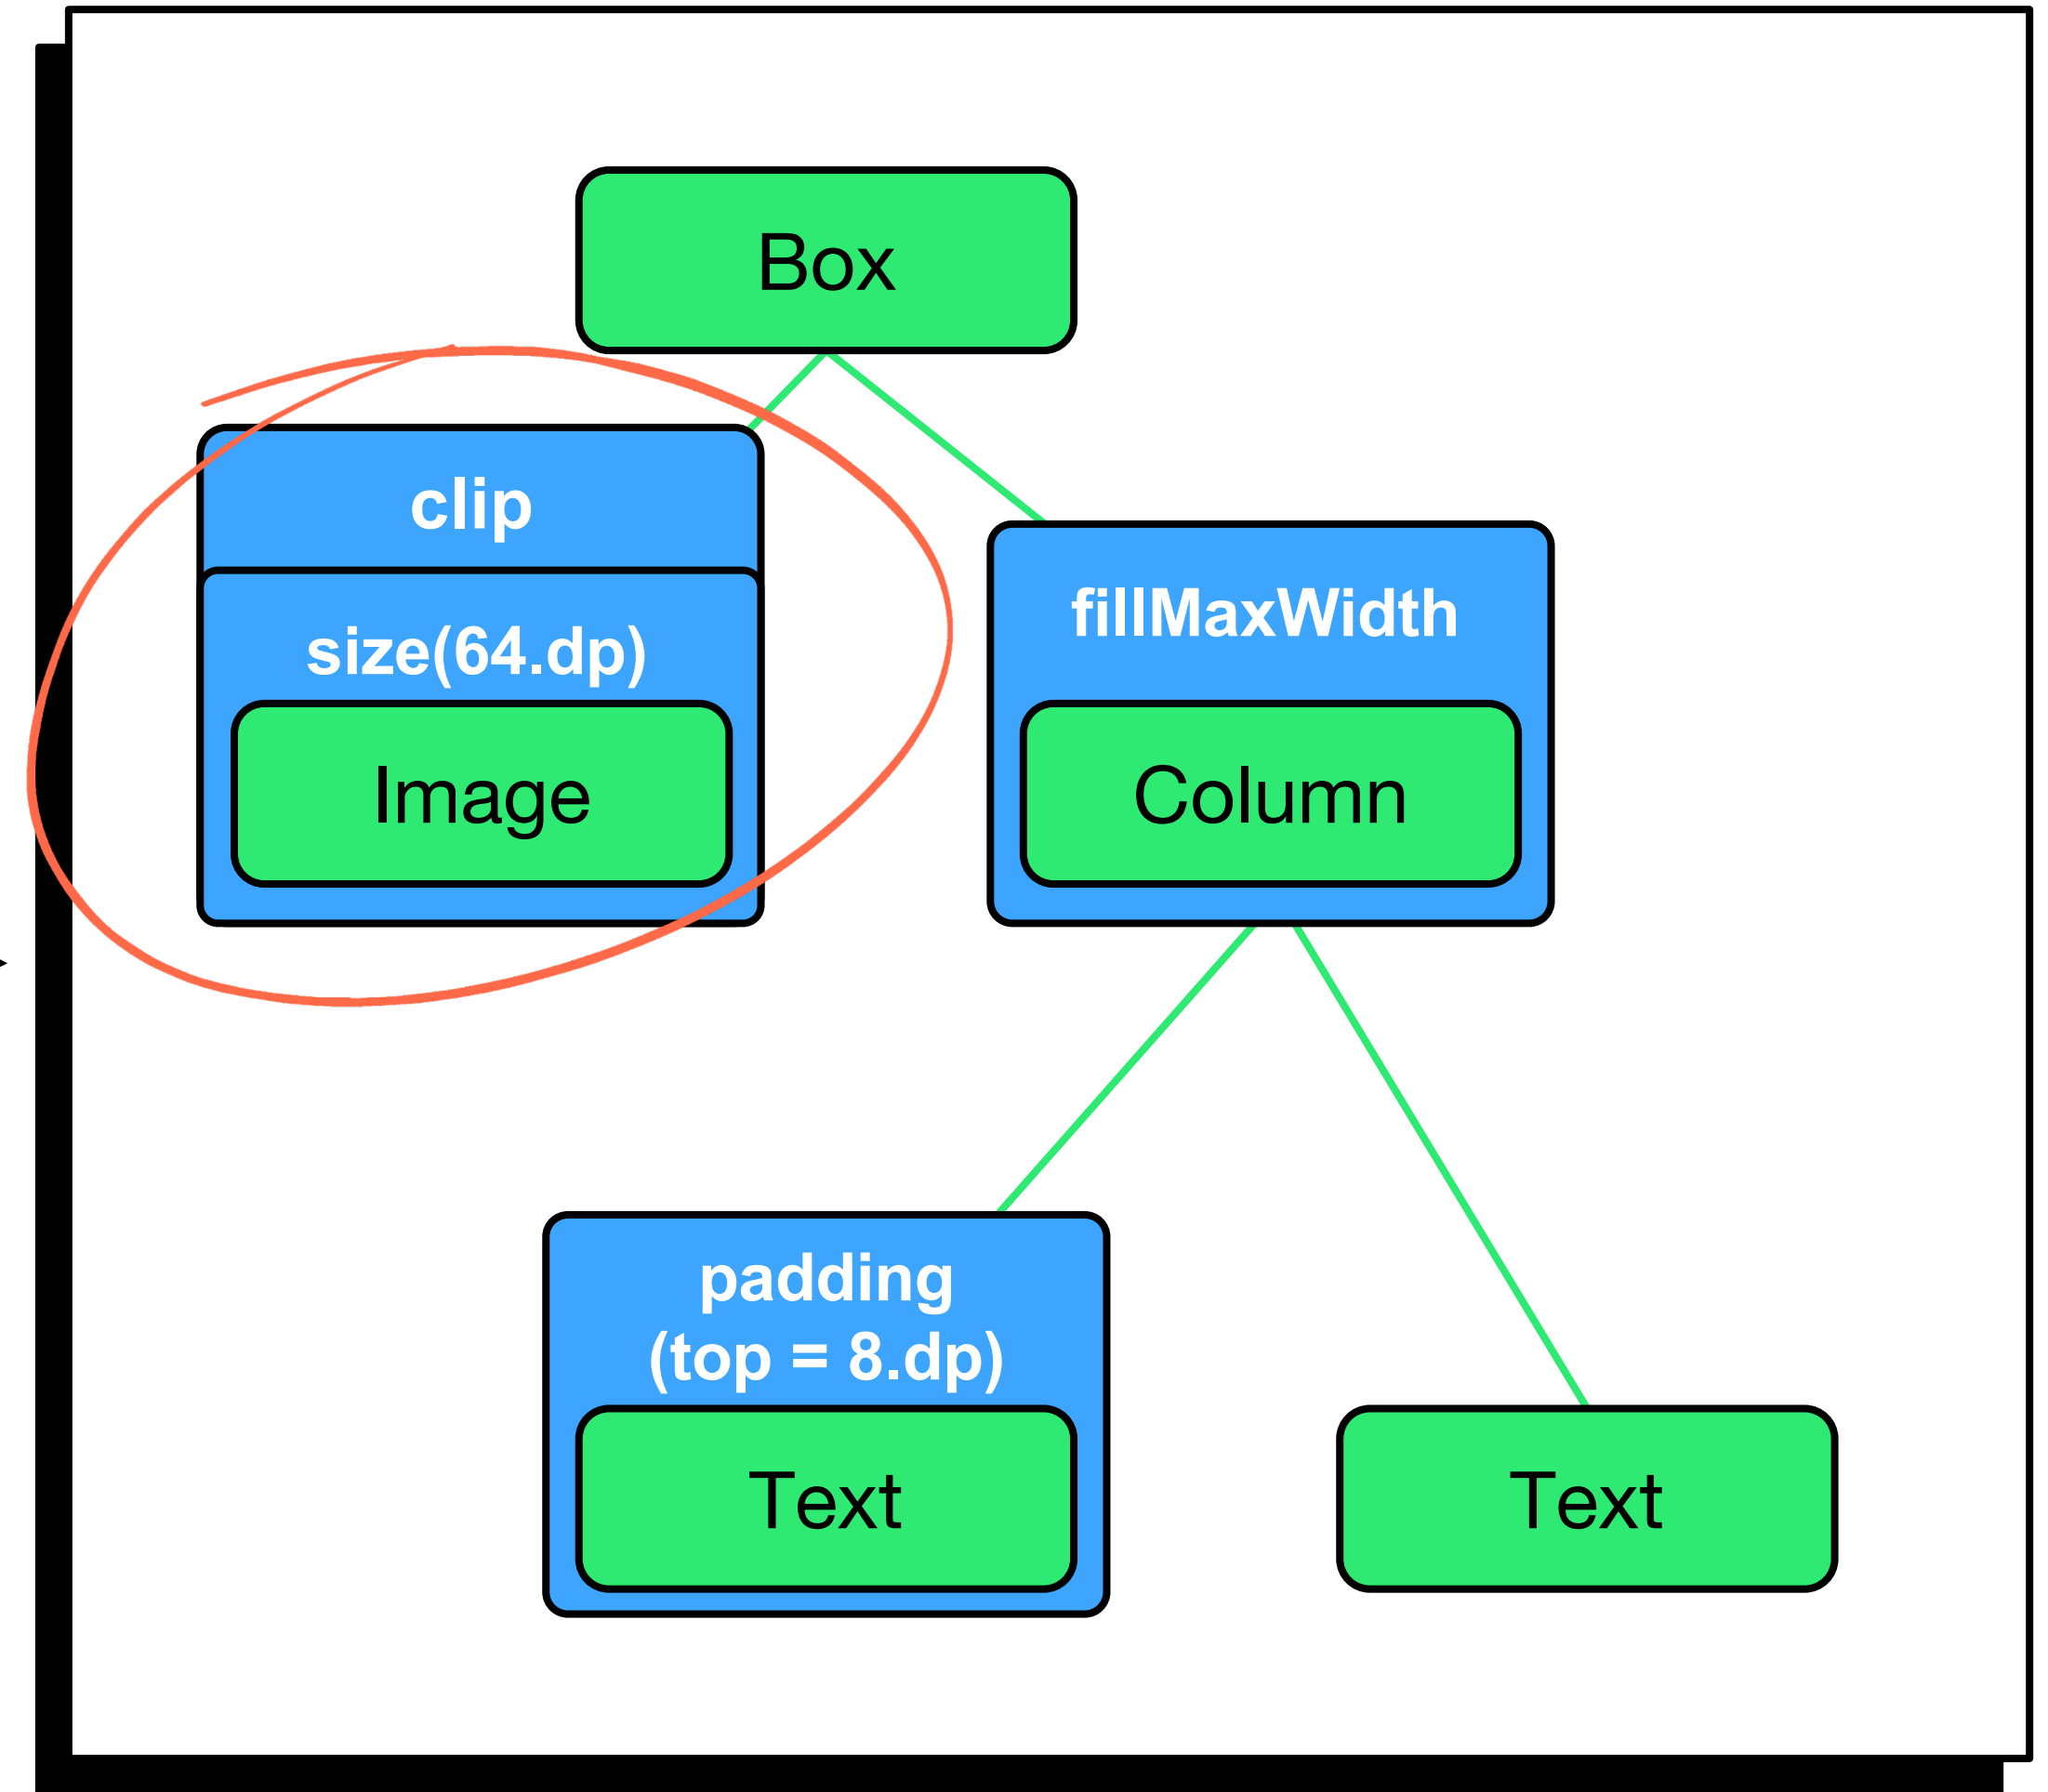 Box
clip
size(64.dp)
Image
fillMaxWidth
Column
padding
(top = 8.dp)
Text
Text